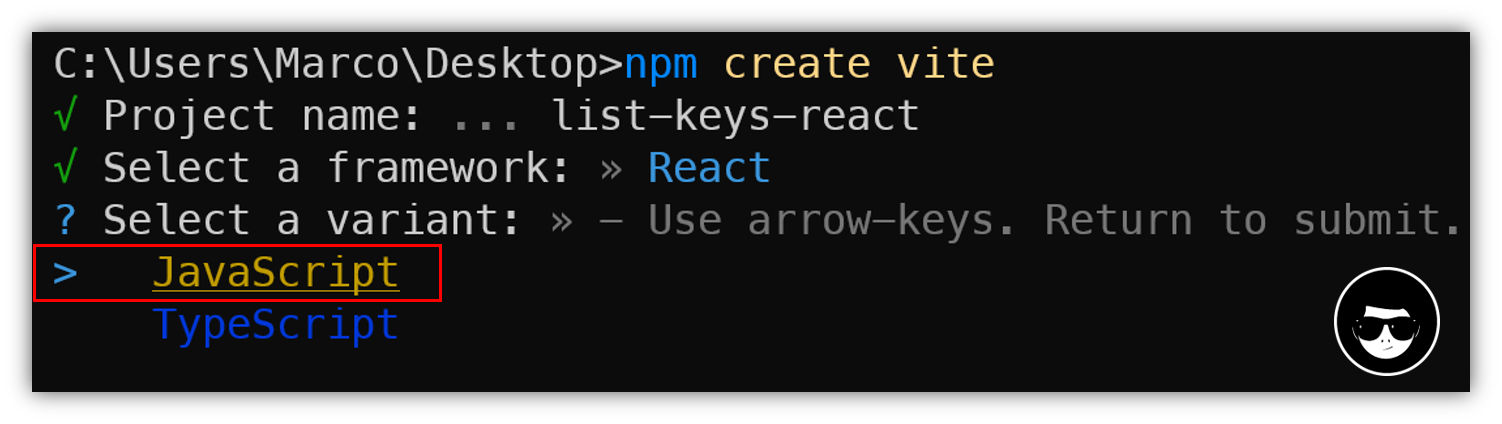 C:\Users\Marco\Desktop>npm create vite
√ Project name: ... list-keys-react
√ Select a framework: » React
? Select a variant: » - Use arrow-keys. Return to submit.
>   JavaScript
    TypeScript